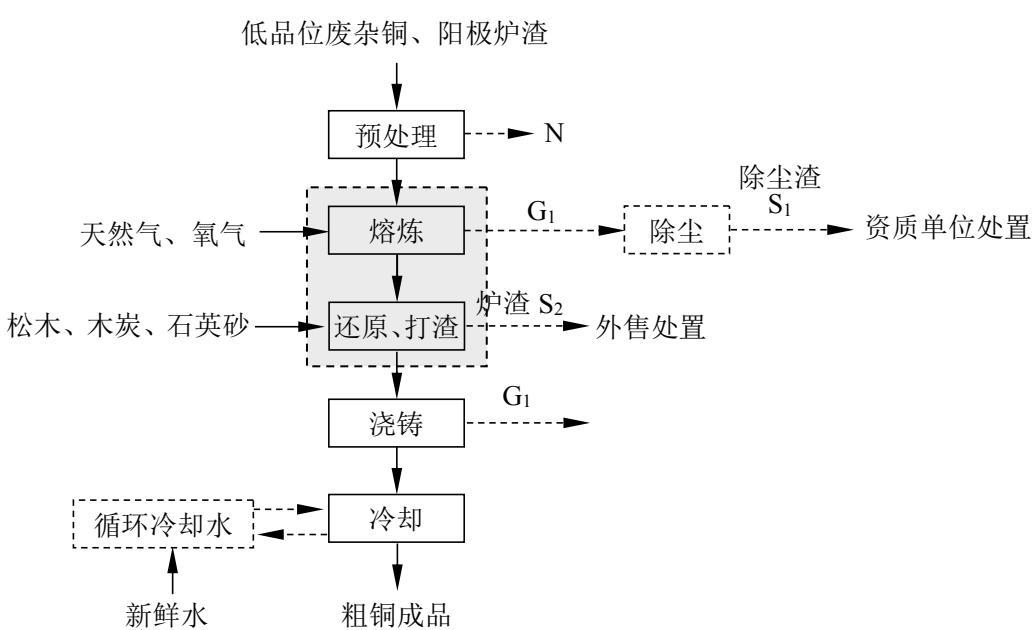 低品位废杂铜、阳极炉渣
预处理
N
除尘渣
S₁
天然气、氧气
熔炼
G₁
除尘
资质单位处置
松木、木炭、石英砂
还原、打渣
炉渣 S₂
外售处置
浇铸
G₁
循环冷却水
冷却
新鲜水
粗铜成品